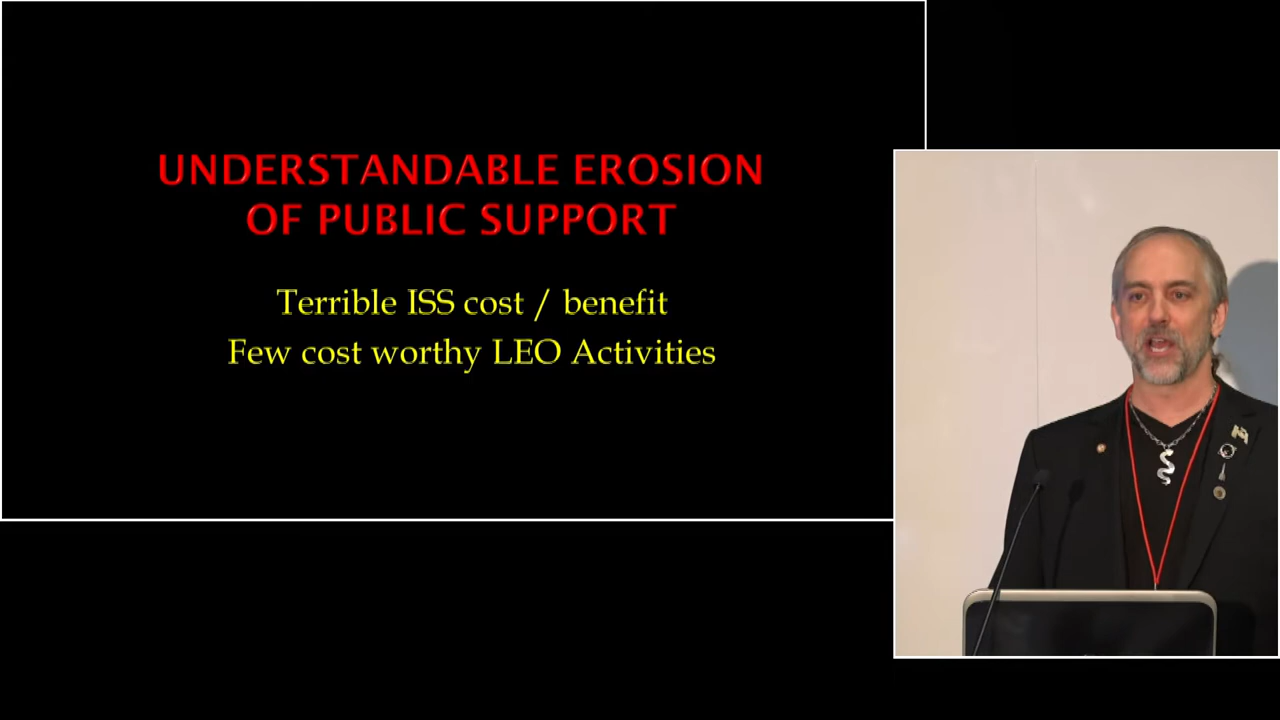 UNDERSTANDABLE EROSION
OF PUBLIC SUPPORT
Terrible ISS cost / benefit
Few cost worthy LEO Activities